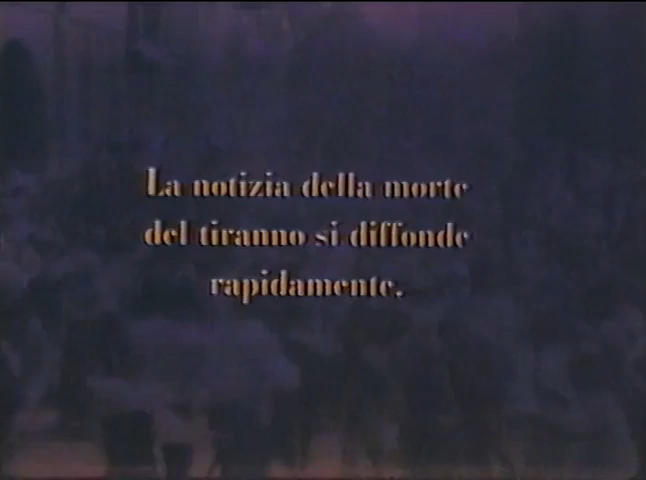 La notizia della morte
del tiranno si diffonde
rapidamente.